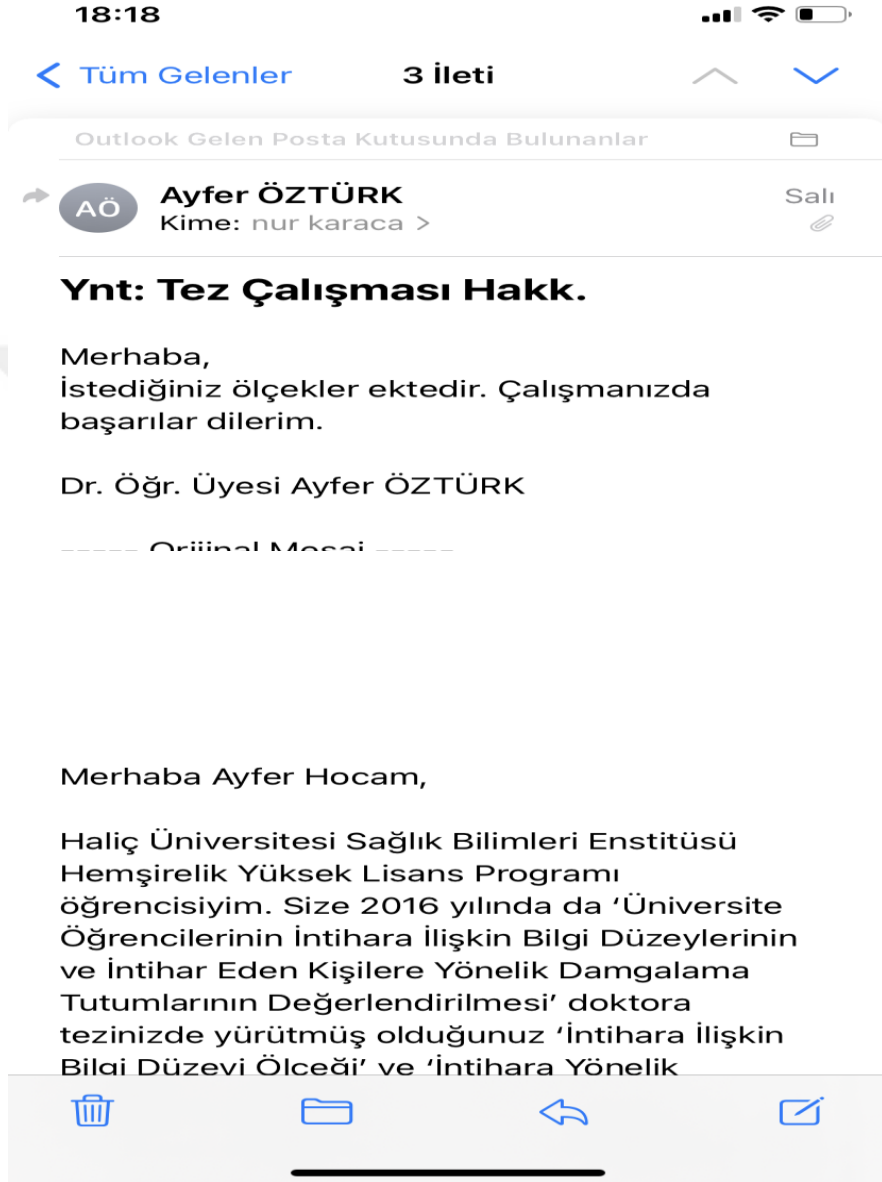 18:18
Tüm Gelenler 3 İleti
Outlook Gelen Posta Kutusunda Bulunanlar
AÖ Ayfer ÖZTÜRK Salı
Kime: nur karaca >
Ynt: Tez Çalışması Hakk.
Merhaba,
İstediğiniz ölçekler ektedir. Çalışmanızda
başarılar dilerim.
Dr. Öğr. Üyesi Ayfer ÖZTÜRK
----- Orijinal Mesaj -----
Merhaba Ayfer Hocam,
Haliç Üniversitesi Sağlık Bilimleri Enstitüsü
Hemşirelik Yüksek Lisans Programı
öğrencisiyim. Size 2016 yılında da ‘Üniversite
Öğrencilerinin İntihara İlişkin Bilgi Düzeylerinin
ve İntihar Eden Kişilere Yönelik Damgalama
Tutumlarının Değerlendirilmesi’ doktora
tezinizde yürütmüş olduğunuz ‘İntihara İlişkin
Bilgi Düzeyi Ölçeği’ ve ‘İntihara Yönelik